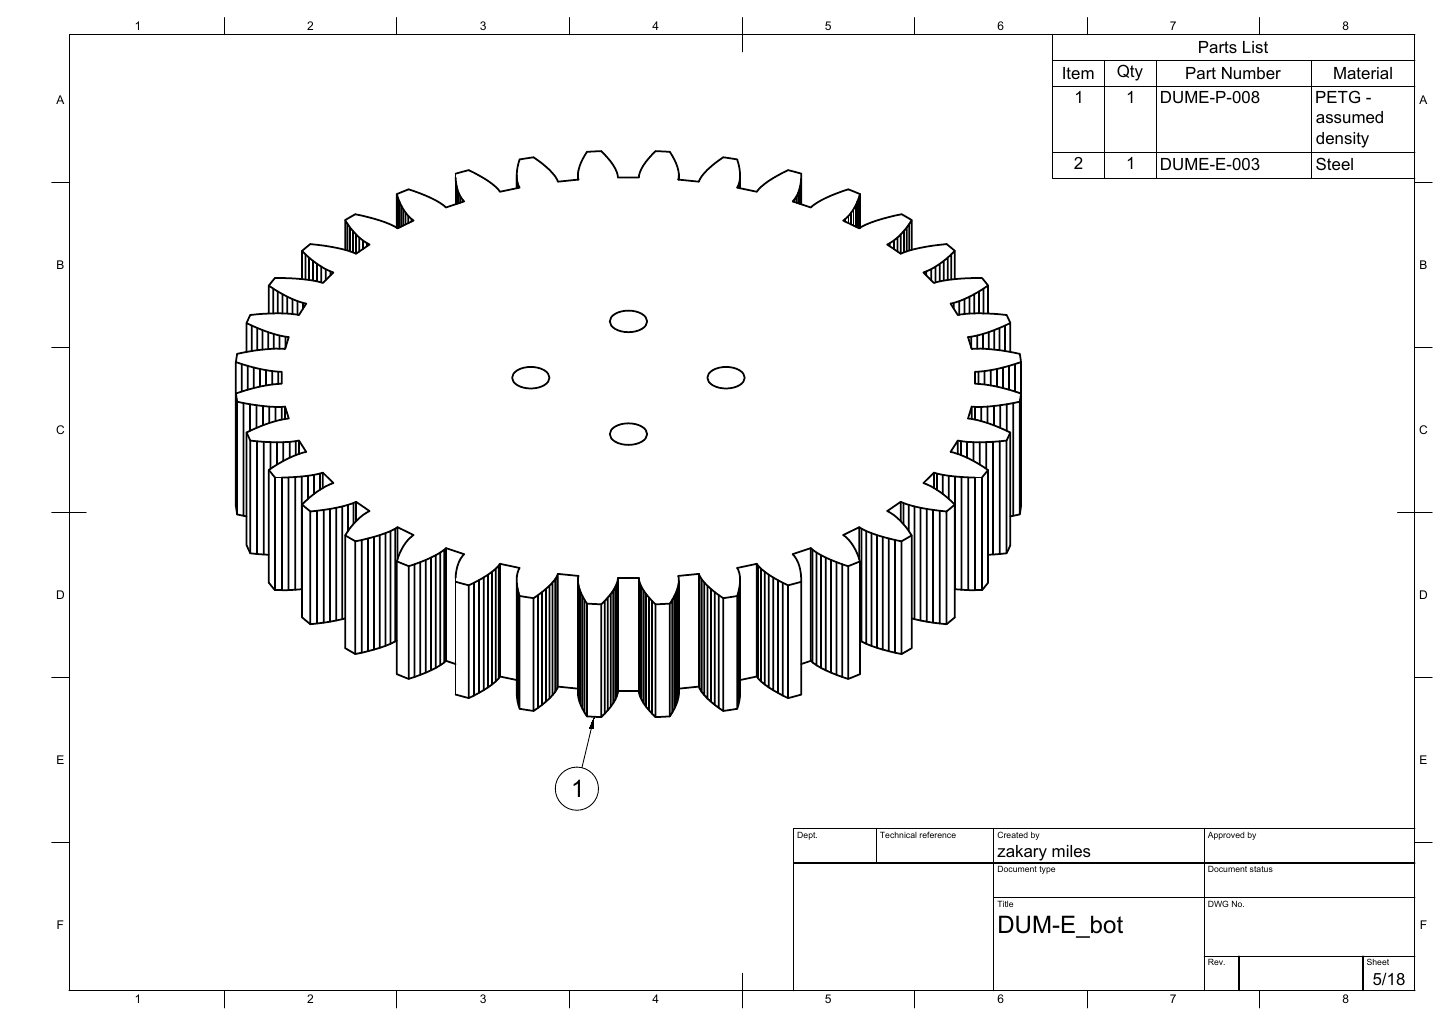 1 2 3 4 5 6 7 8
Parts List
Item Qty Part Number Material
1 1 DUME-P-008 PETG -
assumed
density
2 1 DUME-E-003 Steel
A A
B B
C C
D D
E E
F F
1
Dept. Technical reference Created by Approved by
zakary miles
Document type Document status
Title DWG No.
DUM-E_bot
Rev. Sheet
5/18
1 2 3 4 5 6 7 8